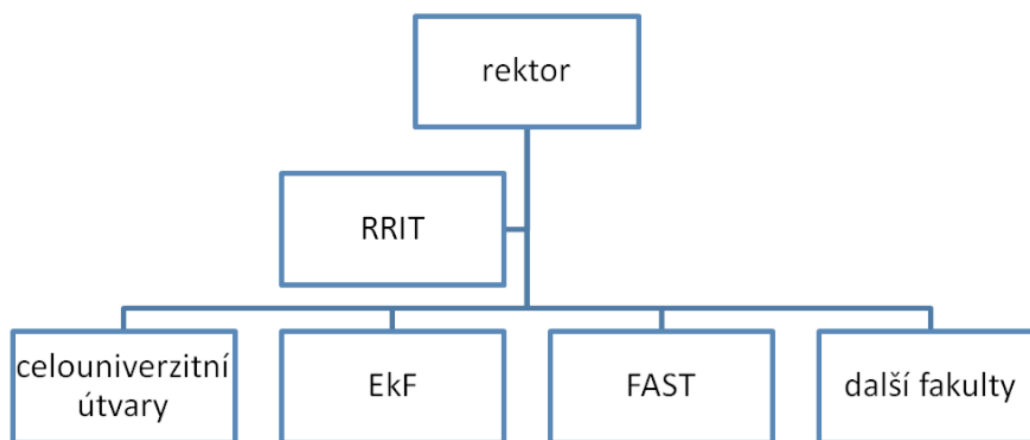 rektor
RRIT
celouniverzitní
útvary
EkF
FAST
další fakulty